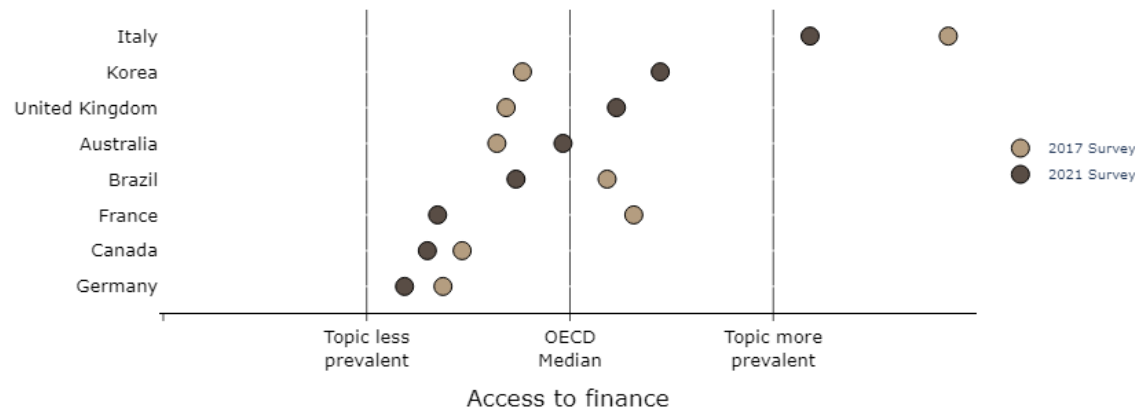 Italy
Korea
United Kingdom
Australia
Brazil
France
Canada
Germany
2017 Survey
2021 Survey
Topic less
prevalent
OECD
Median
Topic more
prevalent
Access to finance